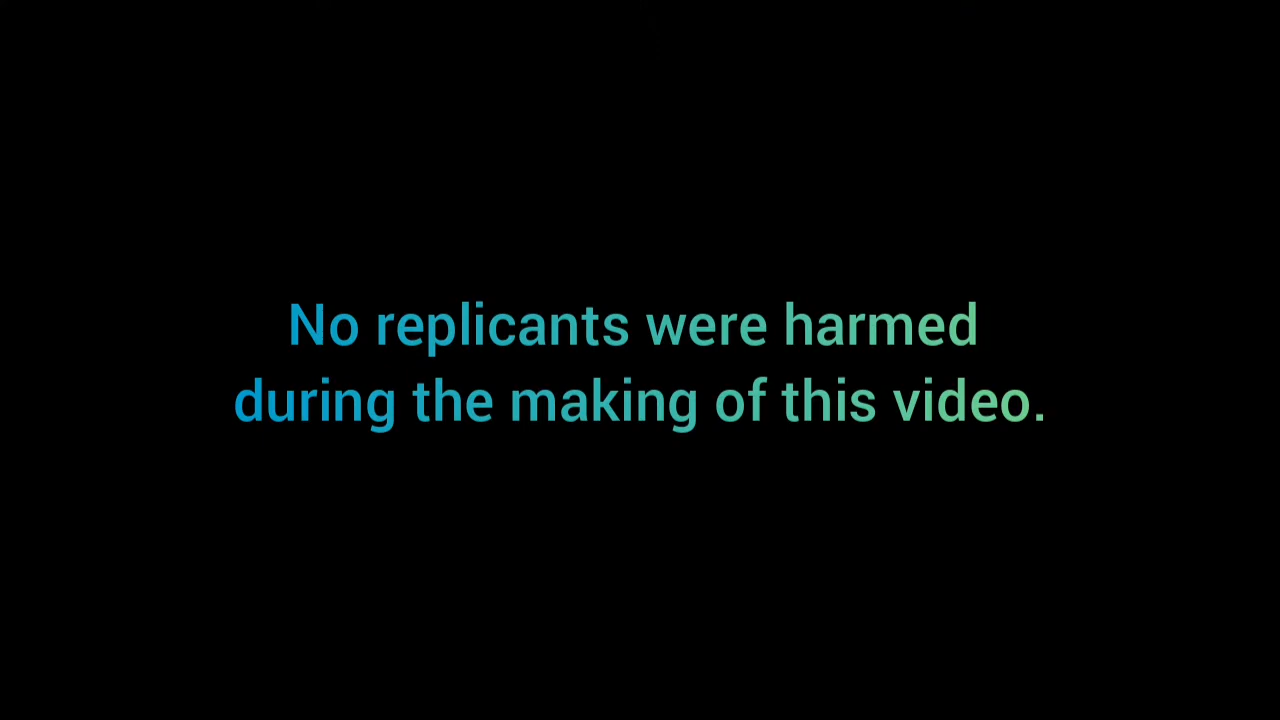 No replicants were harmed
during the making of this video.